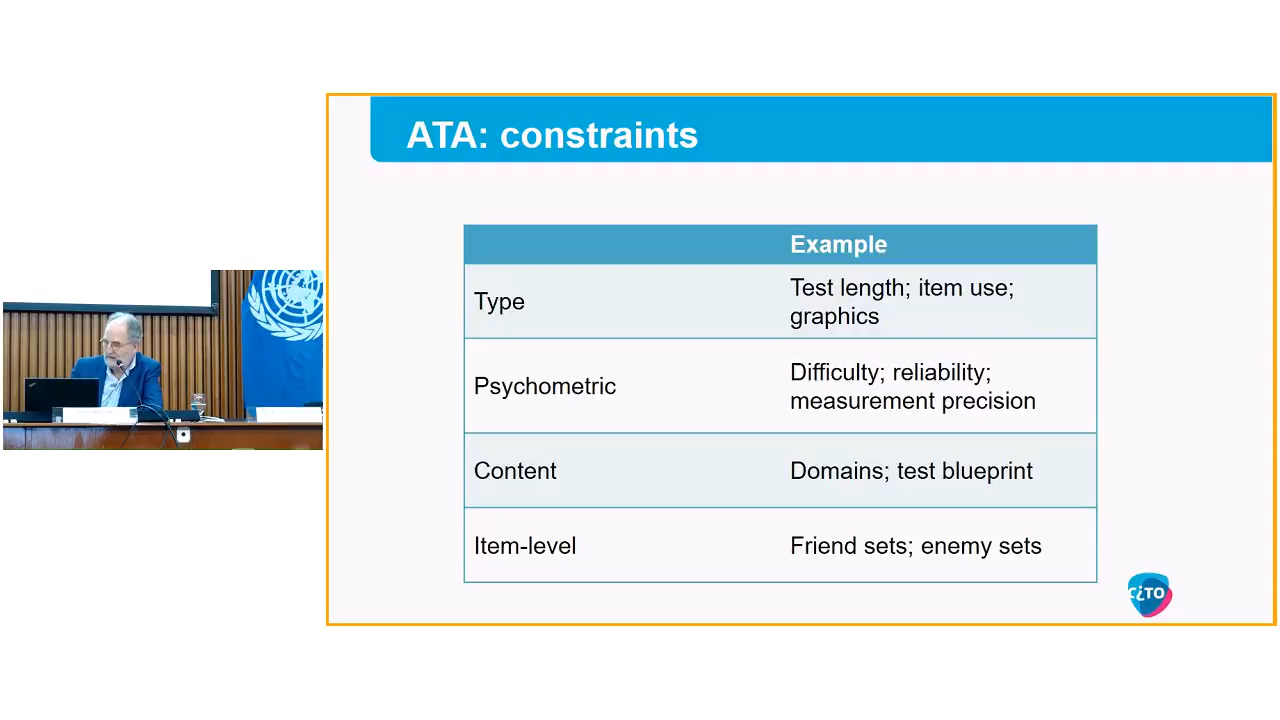 ATA: constraints
Example
Type
Test length; item use;
graphics
Psychometric
Difficulty; reliability;
measurement precision
Content
Domains; test blueprint
Item-level
Friend sets; enemy sets
CiTO